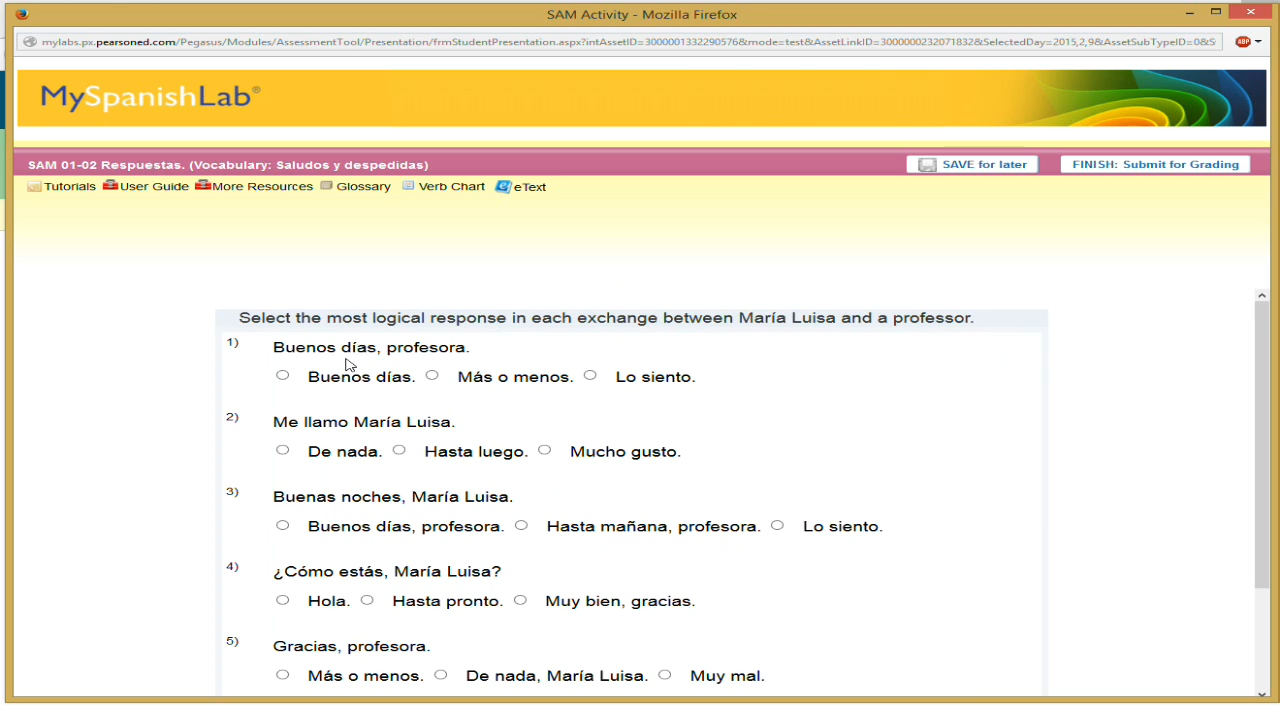 SAM Activity - Mozilla Firefox
mylabs.px.pearsoned.com/Pegasus/Modules/AssessmentTool/Presentation/frmStudentPresentation.aspx?intAssetID=3000001332290576&mode=test&AssetLinkID=3000000232071832&SelectedDay=2015,2,9&AssetSubTypeID=0&S
ABP
MySpanishLab®
SAM 01-02 Respuestas. (Vocabulary: Saludos y despedidas) SAVE for later FINISH: Submit for Grading
Tutorials User Guide More Resources Glossary Verb Chart eText
Select the most logical response in each exchange between María Luisa and a professor.
1) Buenos días, profesora.
Buenos días. Más o menos. Lo siento.
2) Me llamo María Luisa.
De nada. Hasta luego. Mucho gusto.
3) Buenas noches, María Luisa.
Buenos días, profesora. Hasta mañana, profesora. Lo siento.
4) ¿Cómo estás, María Luisa?
Hola. Hasta pronto. Muy bien, gracias.
5) Gracias, profesora.
Más o menos. De nada, María Luisa. Muy mal.